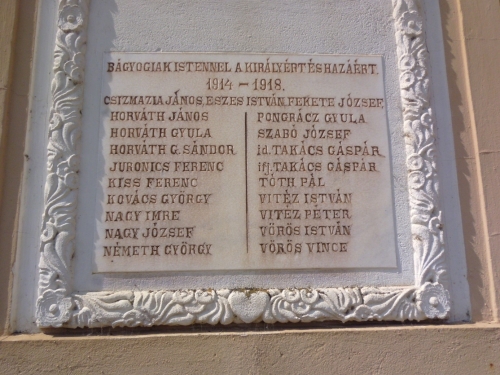 BÁGYOGIAK ISTENNEL A KIRÁLYÉRT ÉS HAZÁÉRT.
1914 – 1918.
CSIZMAZIA JÁNOS, ESZES ISTVÁN, FEKETE JÓZSEF
HORVÁTH JÁNOS
HORVÁTH GYULA
HORVÁTH G. SÁNDOR
JURONICS FERENC
KISS FERENC
KOVÁCS GYÖRGY
NAGY IMRE
NAGY JÓZSEF
NÉMETH GYÖRGY
PONGRÁCZ GYULA
SZABÓ JÓZSEF
id. TAKÁCS GÁSPÁR
ifj. TAKÁCS GÁSPÁR
TÓTH PÁL
VITÉZ ISTVÁN
VITÉZ PÉTER
VÖRÖS ISTVÁN
VÖRÖS VINCE